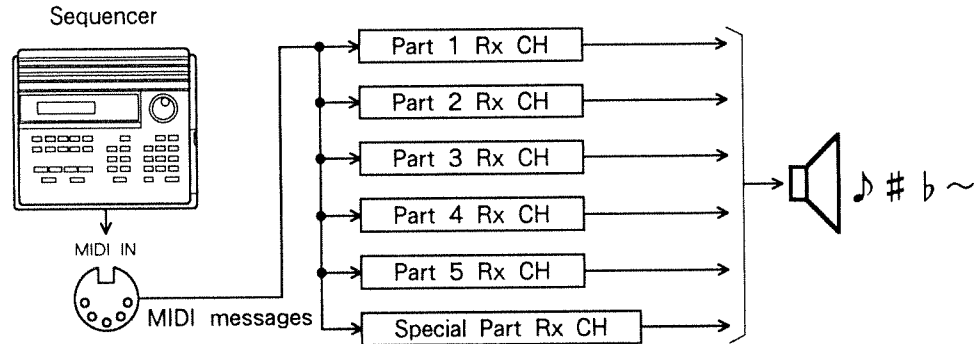 Sequencer
MIDI IN
MIDI messages
Part 1 Rx CH
Part 2 Rx CH
Part 3 Rx CH
Part 4 Rx CH
Part 5 Rx CH
Special Part Rx CH
♪ # ♭ ~